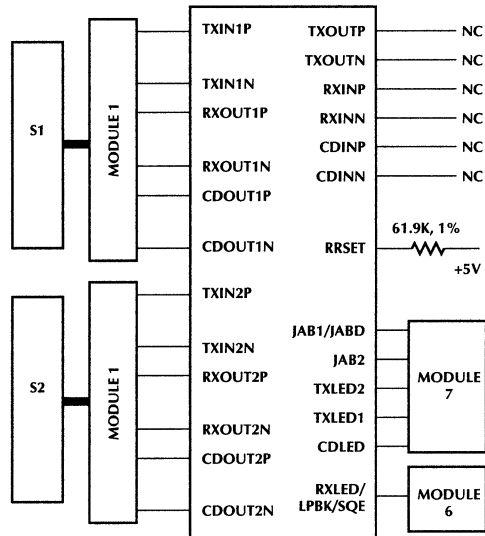 S1
MODULE 1
TXIN1P
TXIN1N
RXOUT1P
RXOUT1N
CDOUT1P
CDOUT1N
S2
MODULE 1
TXIN2P
TXIN2N
RXOUT2P
RXOUT2N
CDOUT2P
CDOUT2N
TXOUTP NC
TXOUTN NC
RXINP NC
RXINN NC
CDINP NC
CDINN NC
61.9K, 1%
RRSET
+5V
JAB1/JABD
JAB2
TXLED2
TXLED1
CDLED
MODULE
7
RXLED/
LPBK/SQE
MODULE
6